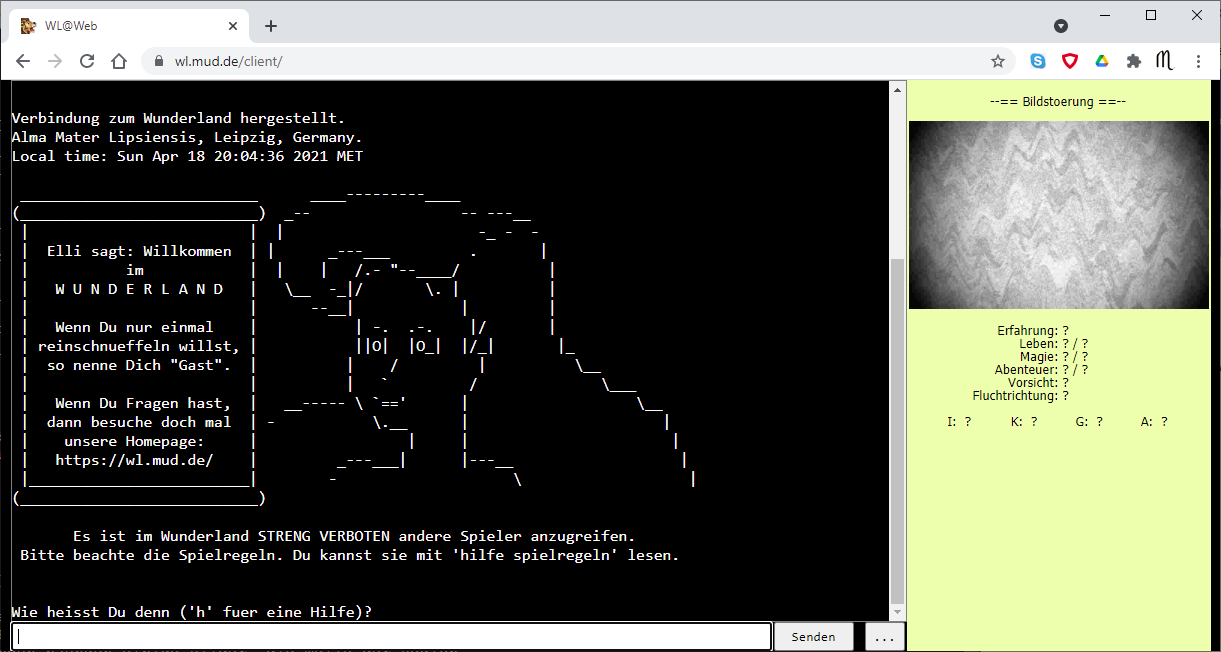 WL@Web
wl.mud.de/client/
Verbindung zum Wunderland hergestellt.
Alma Mater Lipsiensis, Leipzig, Germany.
Local time: Sun Apr 18 20:04:36 2021 MET
Elli sagt: Willkommen
im
W U N D E R L A N D
Wenn Du nur einmal
reinschnueffeln willst,
so nenne Dich "Gast".
Wenn Du Fragen hast,
dann besuche doch mal
unsere Homepage:
https://wl.mud.de/
Es ist im Wunderland STRENG VERBOTEN andere Spieler anzugreifen.
Bitte beachte die Spielregeln. Du kannst sie mit 'hilfe spielregeln' lesen.
Wie heisst Du denn ('h' fuer eine Hilfe)?
Senden
...
--== Bildstoerung ==--
Erfahrung: ?
Leben: ? / ?
Magie: ? / ?
Abenteuer: ? / ?
Vorsicht: ?
Fluchtrichtung: ?
I: ? K: ? G: ? A: ?